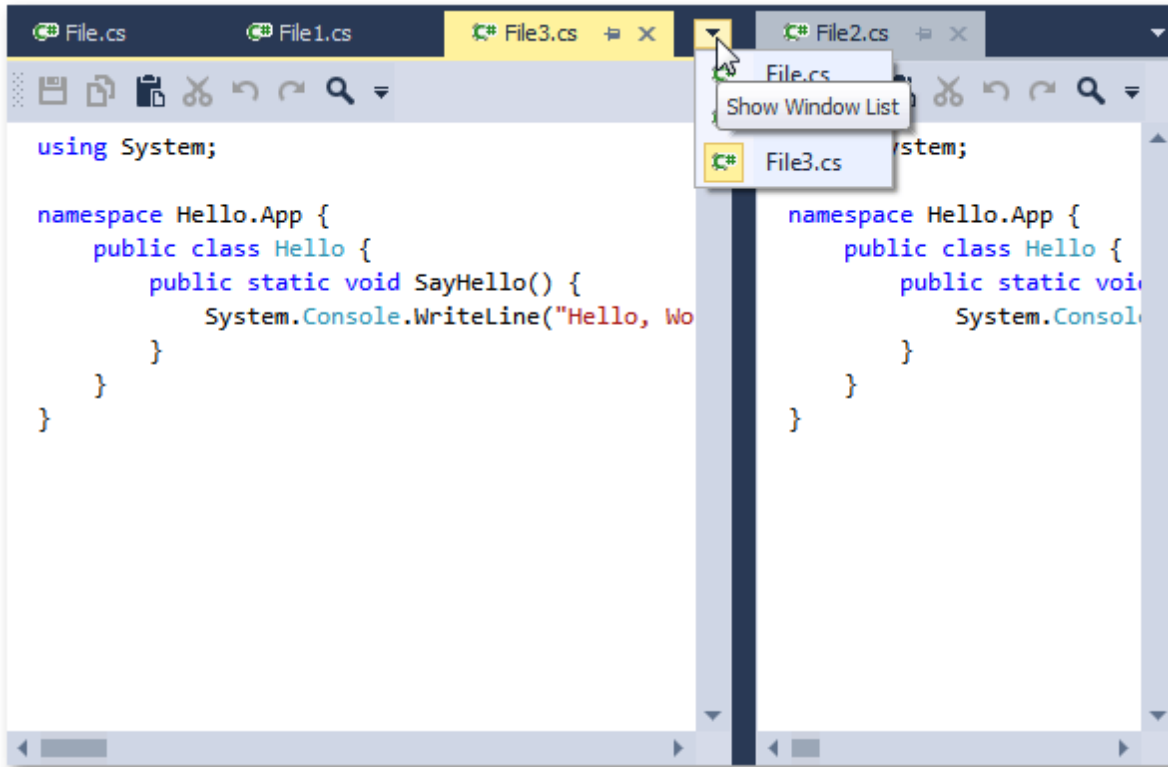 File.cs File1.cs File3.cs File2.cs
File.cs
Show Window List
File3.cs
using System;
namespace Hello.App {
public class Hello {
public static void SayHello() {
System.Console.WriteLine("Hello, Wo
}
}
}
ystem;
namespace Hello.App {
public class Hello {
public static voi
System.Consol
}
}
}